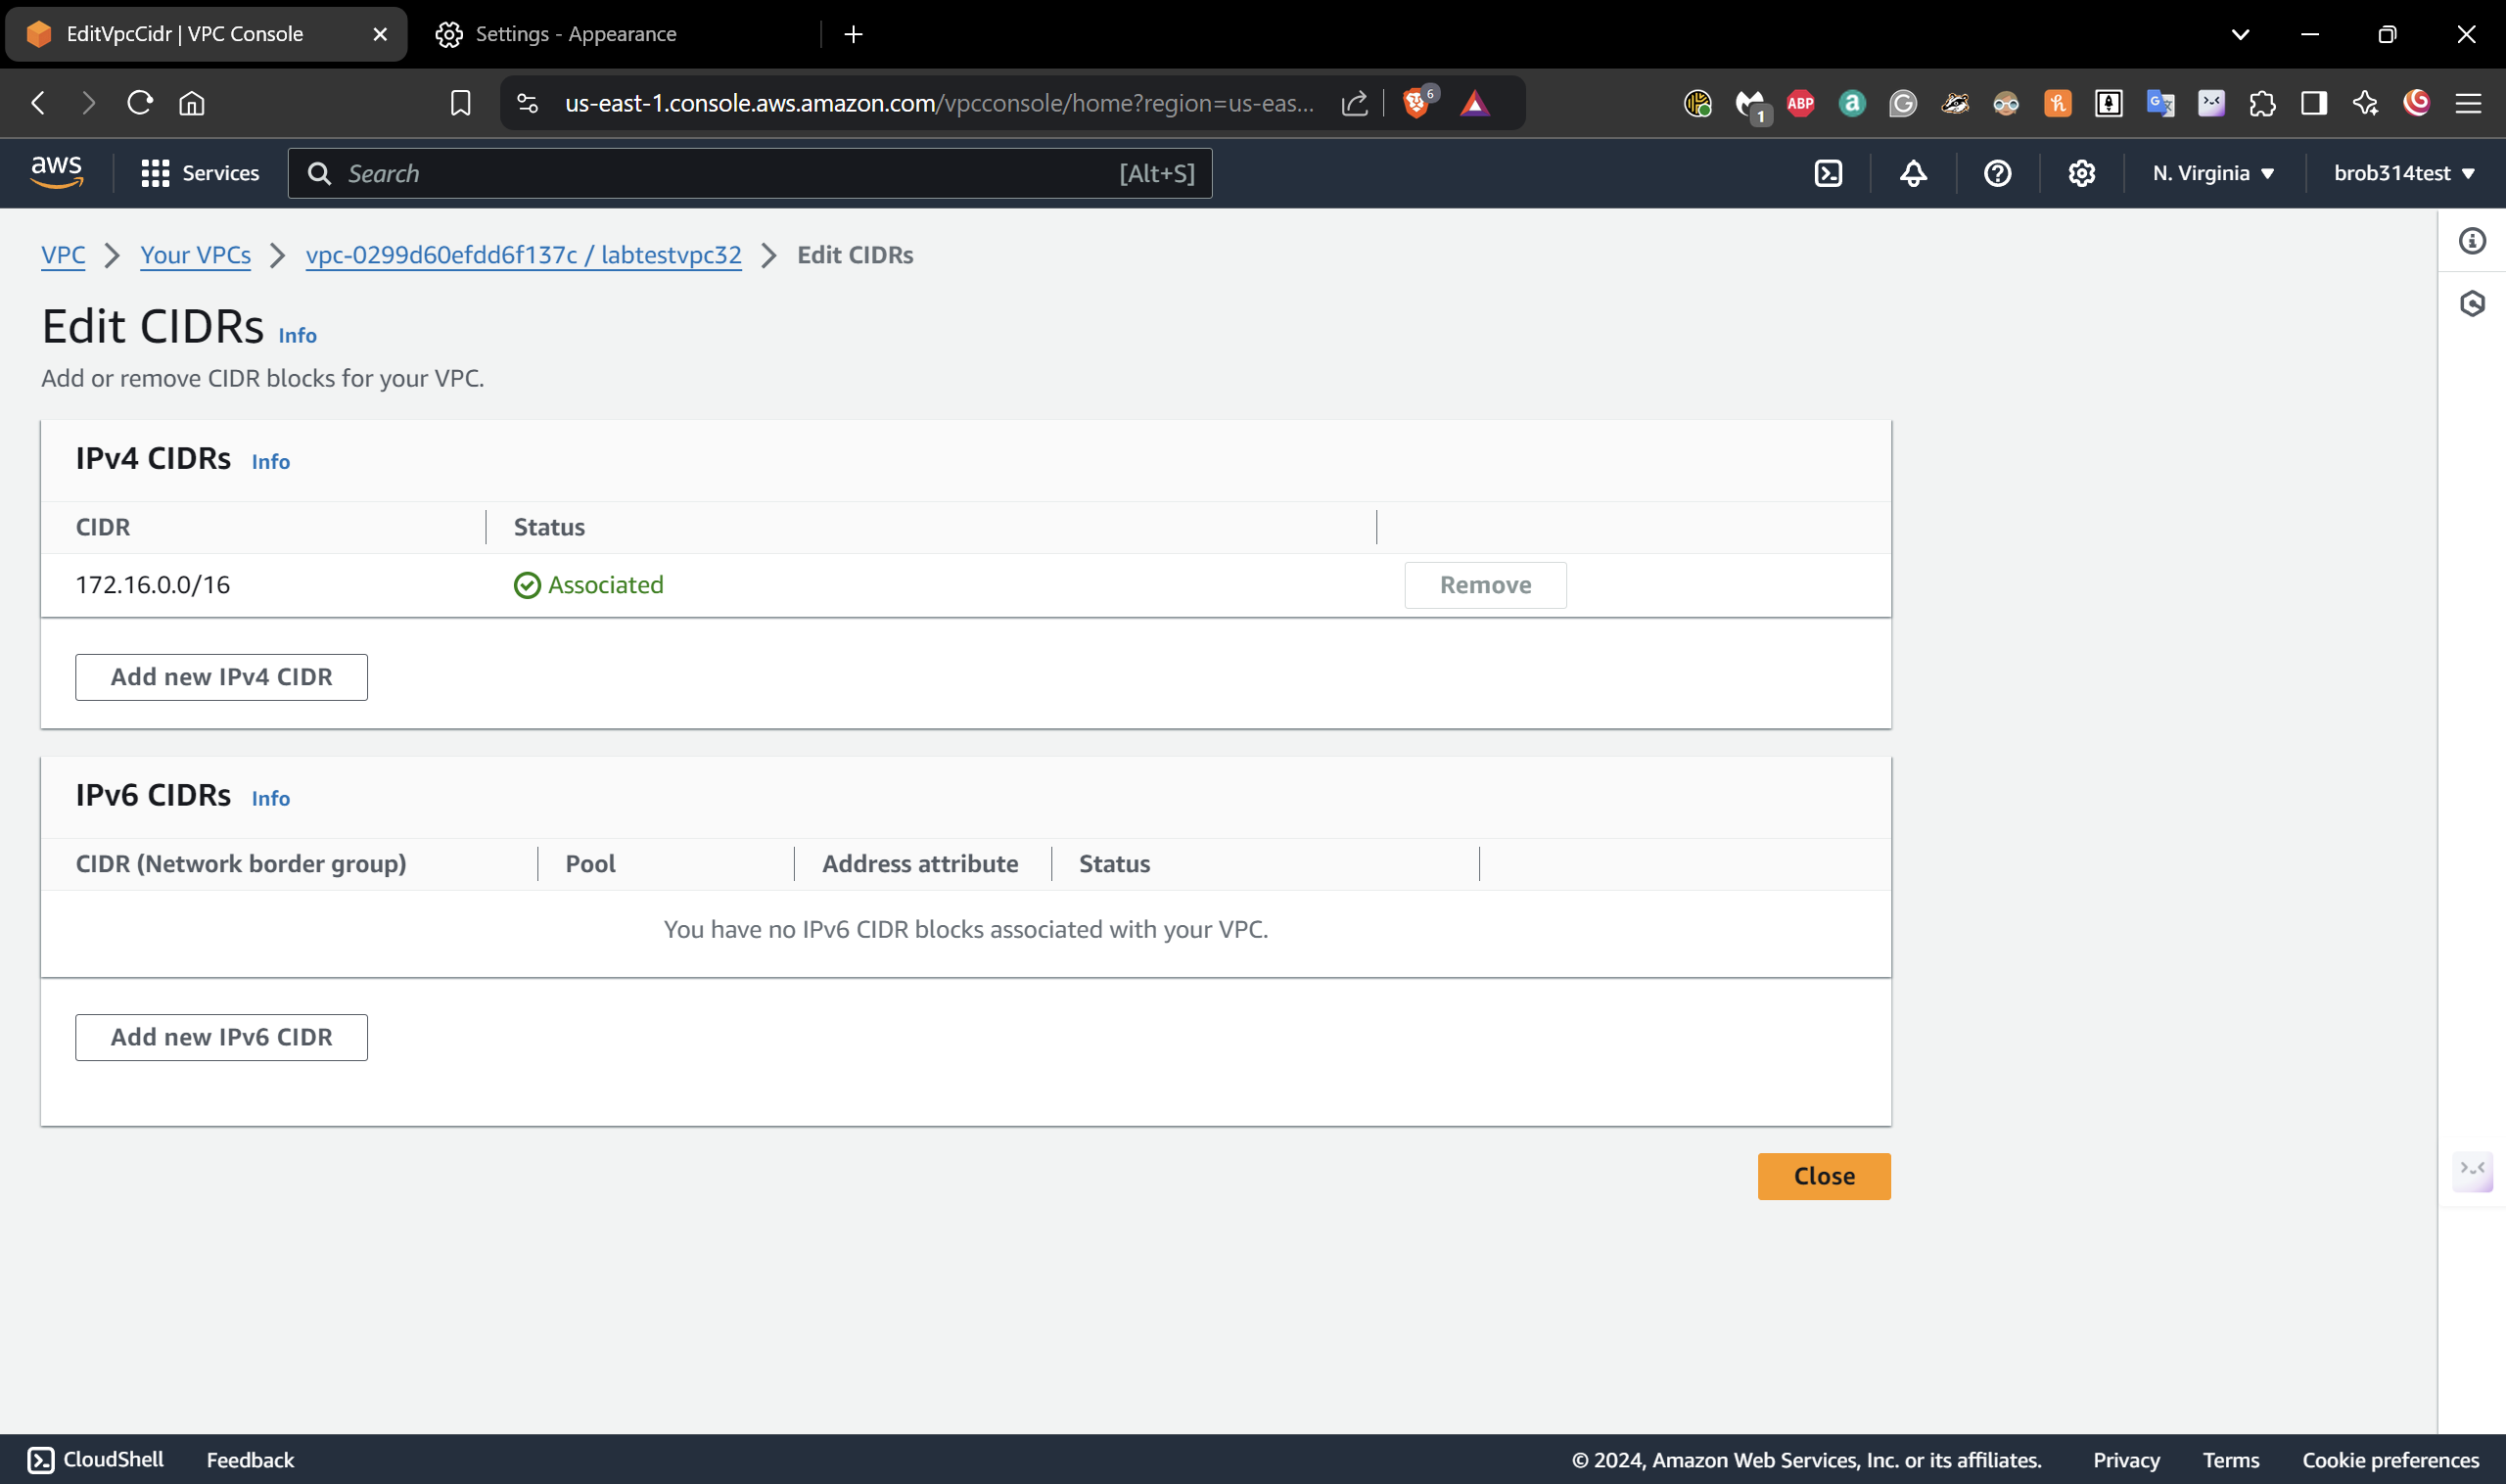 EditVpcCidr | VPC Console
Settings - Appearance
us-east-1.console.aws.amazon.com/vpcconsole/home?region=us-eas...
6
1
ABP
aws
Services
Search
[Alt+S]
N. Virginia
brob314test
VPC
Your VPCs
vpc-0299d60efdd6f137c / labtestvpc32
Edit CIDRs
Edit CIDRs Info
Add or remove CIDR blocks for your VPC.
IPv4 CIDRs Info
CIDR Status
172.16.0.0/16 Associated Remove
Add new IPv4 CIDR
IPv6 CIDRs Info
CIDR (Network border group) Pool Address attribute Status
You have no IPv6 CIDR blocks associated with your VPC.
Add new IPv6 CIDR
Close
CloudShell Feedback © 2024, Amazon Web Services, Inc. or its affiliates. Privacy Terms Cookie preferences